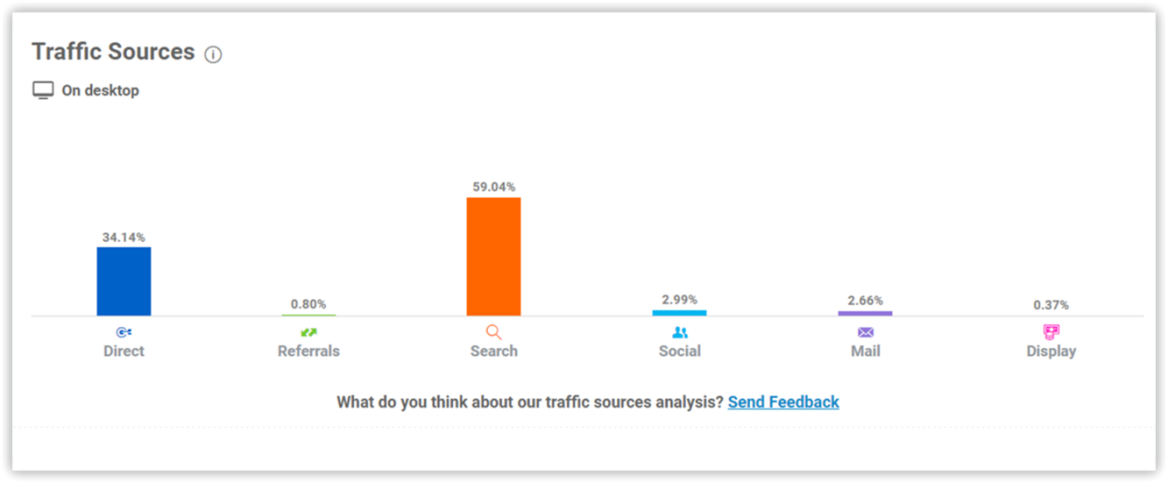 Traffic Sources
On desktop
59.04%
34.14%
0.80%
2.99%
2.66%
0.37%
Direct
Referrals
Search
Social
Mail
Display
What do you think about our traffic sources analysis? Send Feedback